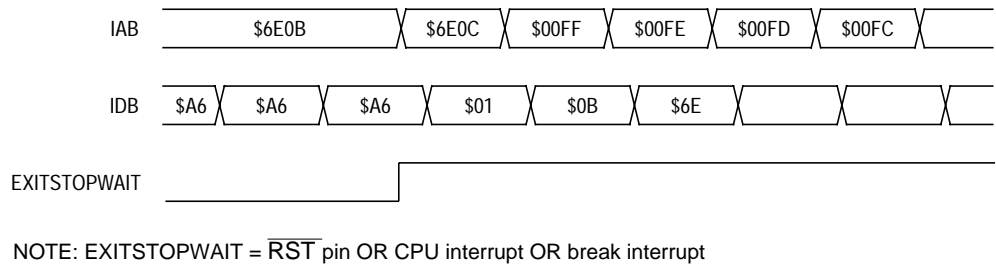 IAB $6E0B $6E0C $00FF $00FE $00FD $00FC
IDB $A6 $A6 $A6 $01 $0B $6E
EXITSTOPWAIT
NOTE: EXITSTOPWAIT = RST pin OR CPU interrupt OR break interrupt